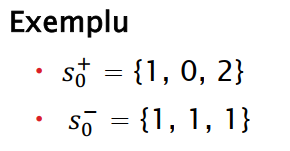 Exemplu
• s₀⁺ = {1, 0, 2}
• s₀⁻ = {1, 1, 1}